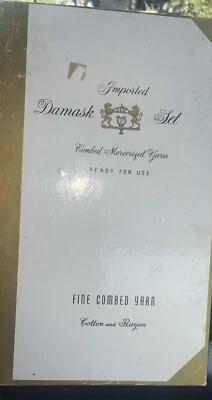 Imported
Damask Set
Combed Mercerized Yarn
READY FOR USE
FINE COMBED YARN
Cotton and Rayon